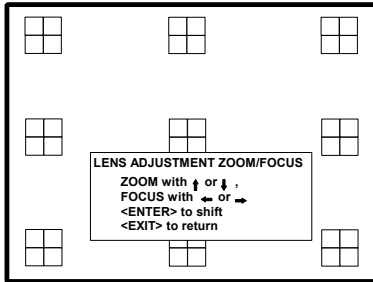 LENS ADJUSTMENT ZOOM/FOCUS
ZOOM with ↑ or ↓ ,
FOCUS with ← or →
<ENTER> to shift
<EXIT> to return